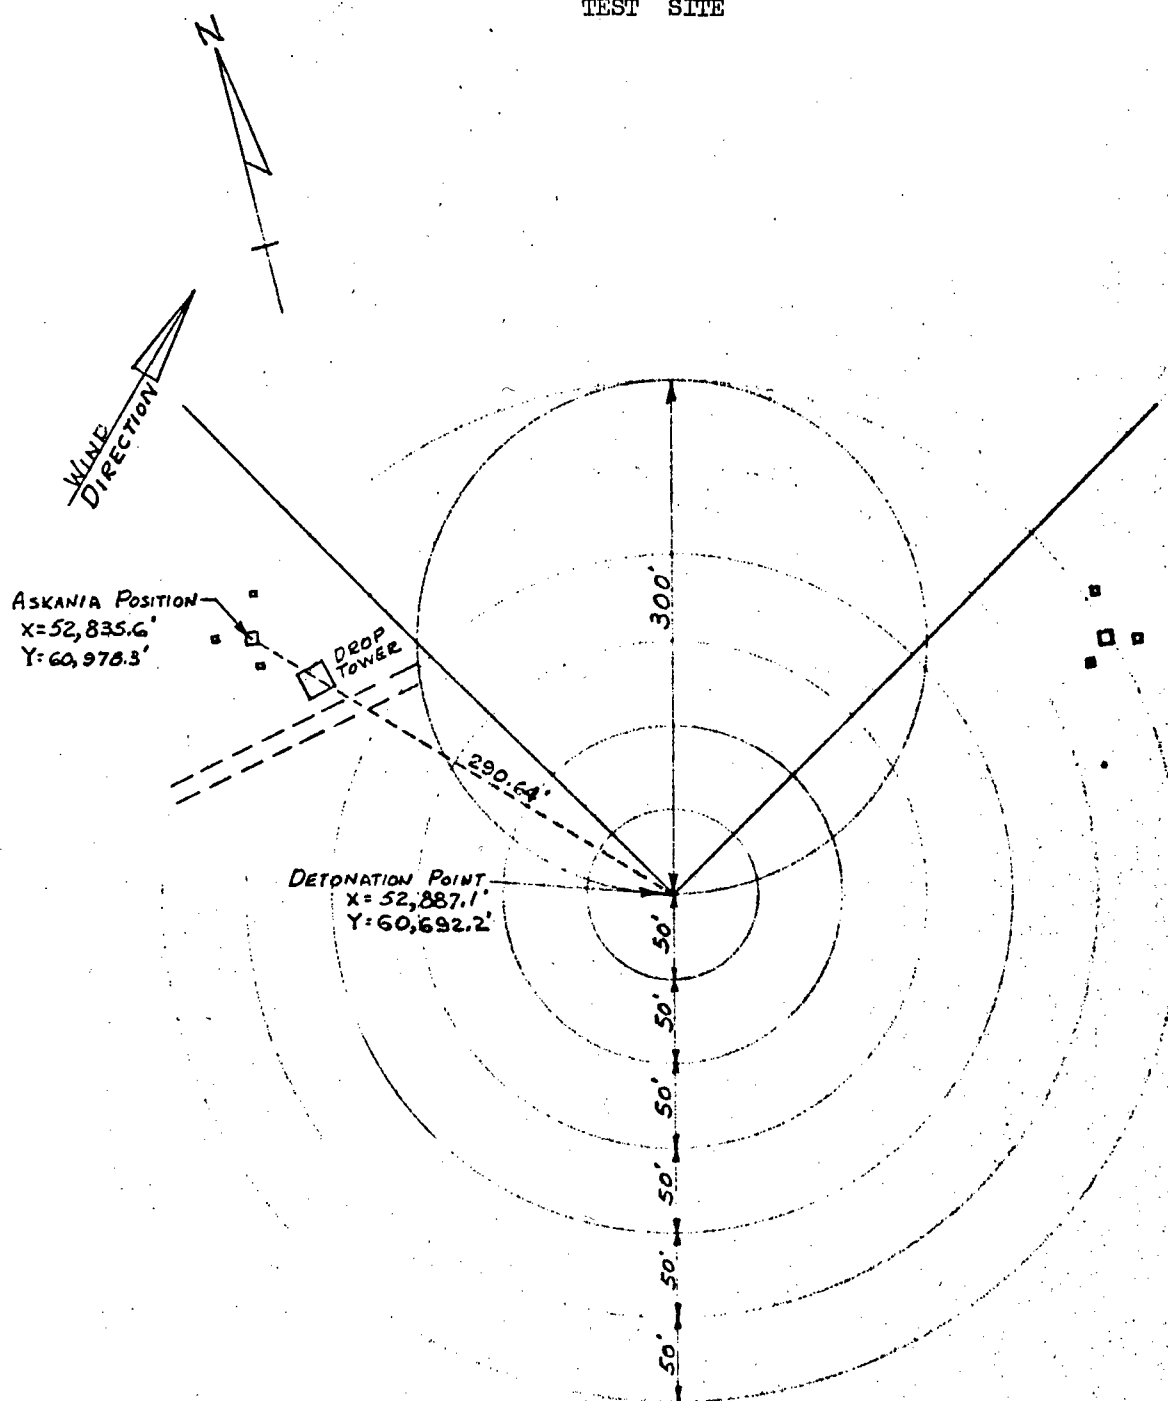 TEST SITE
N
WIND
DIRECTION
300'
ASKANIA POSITION
X=52,835.6'
Y=60,978.3'
DROP
TOWER
290.64'
DETONATION POINT
X=52,887.1'
Y=60,692.2'
50'
50'
50'
50'
50'
50'